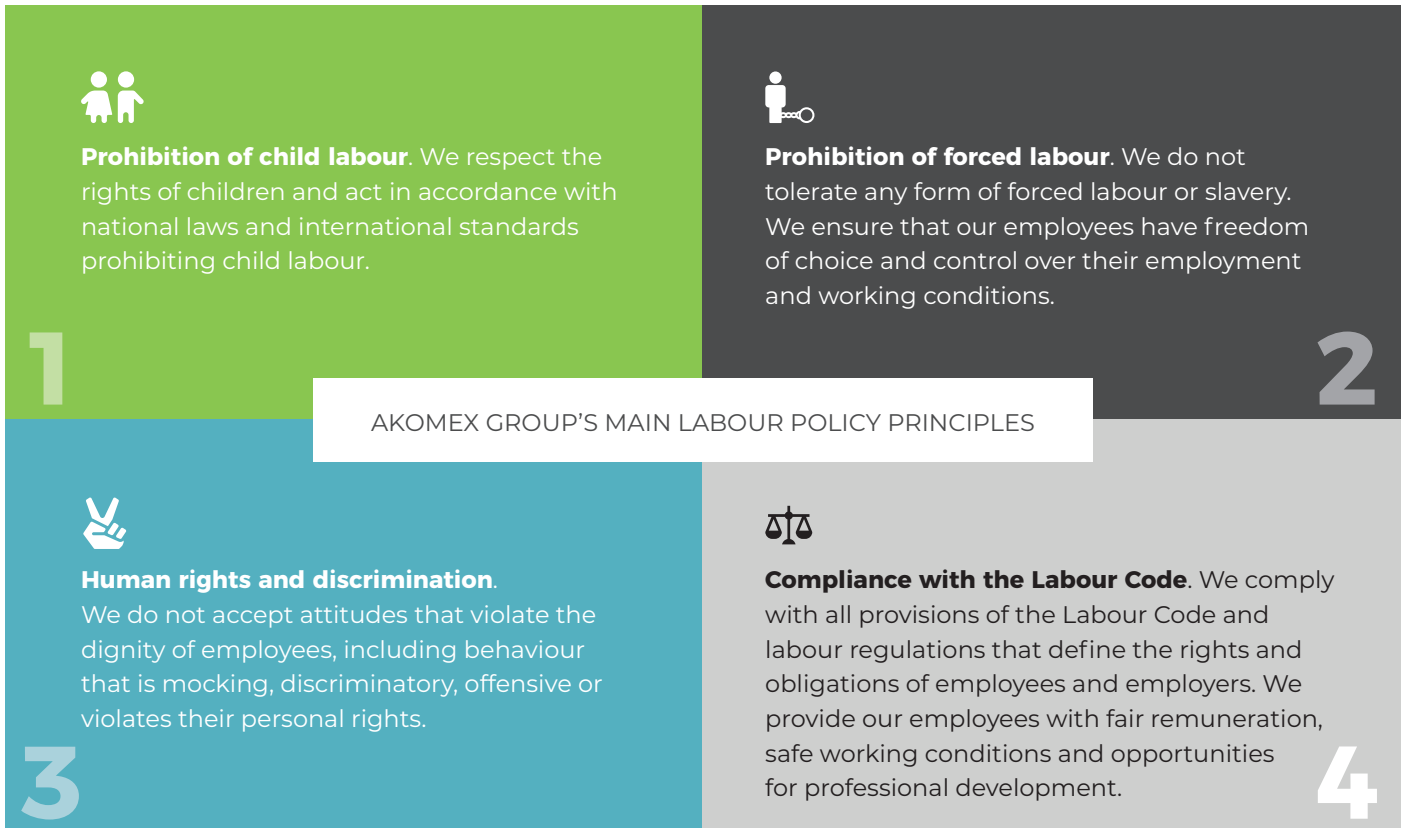 Prohibition of child labour. We respect the
rights of children and act in accordance with
national laws and international standards
prohibiting child labour.
1
Prohibition of forced labour. We do not
tolerate any form of forced labour or slavery.
We ensure that our employees have freedom
of choice and control over their employment
and working conditions.
2
AKOMEX GROUP’S MAIN LABOUR POLICY PRINCIPLES
Human rights and discrimination.
We do not accept attitudes that violate the
dignity of employees, including behaviour
that is mocking, discriminatory, offensive or
violates their personal rights.
3
Compliance with the Labour Code. We comply
with all provisions of the Labour Code and
labour regulations that define the rights and
obligations of employees and employers. We
provide our employees with fair remuneration,
safe working conditions and opportunities
for professional development.
4